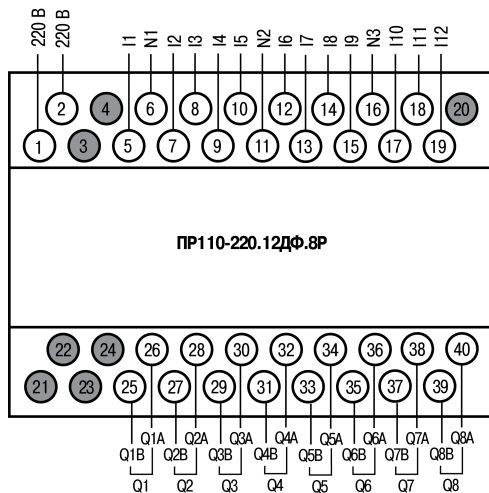 220 В 220 В I1 N1 I2 I3 I4 I5 N2 I6 I7 I8 I9 N3 I10 I11 I12
2 4 6 8 10 12 14 16 18 20
1 3 5 7 9 11 13 15 17 19
ПР110-220.12ДФ.8Р
22 24 26 28 30 32 34 36 38 40
21 23 25 27 29 31 33 35 37 39
Q1A Q2A Q3A Q4A Q5A Q6A Q7A Q8A
Q1B Q2B Q3B Q4B Q5B Q6B Q7B Q8B
Q1 Q2 Q3 Q4 Q5 Q6 Q7 Q8